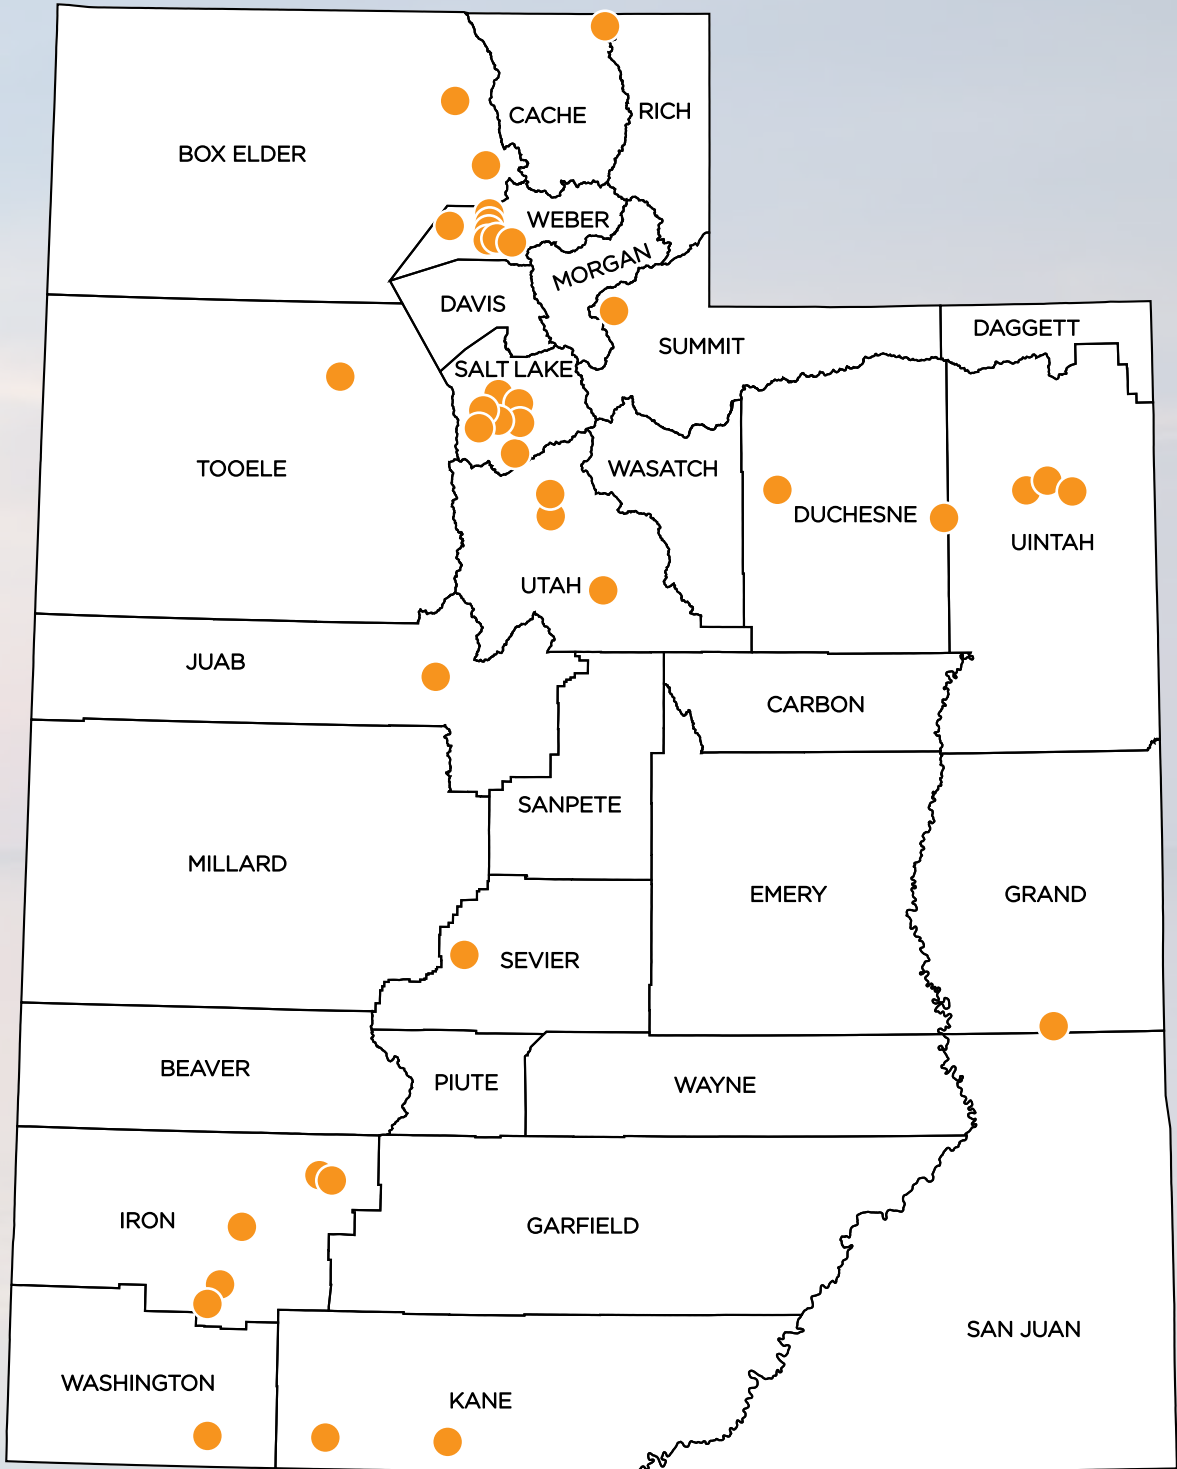 CACHE
RICH
BOX ELDER
WEBER
MORGAN
DAVIS
DAGGETT
SUMMIT
SALT LAKE
TOOELE
WASATCH
DUCHESNE
UINTAH
UTAH
JUAB
CARBON
SANPETE
MILLARD
EMERY
GRAND
SEVIER
BEAVER
PIUTE
WAYNE
IRON
GARFIELD
SAN JUAN
WASHINGTON
KANE